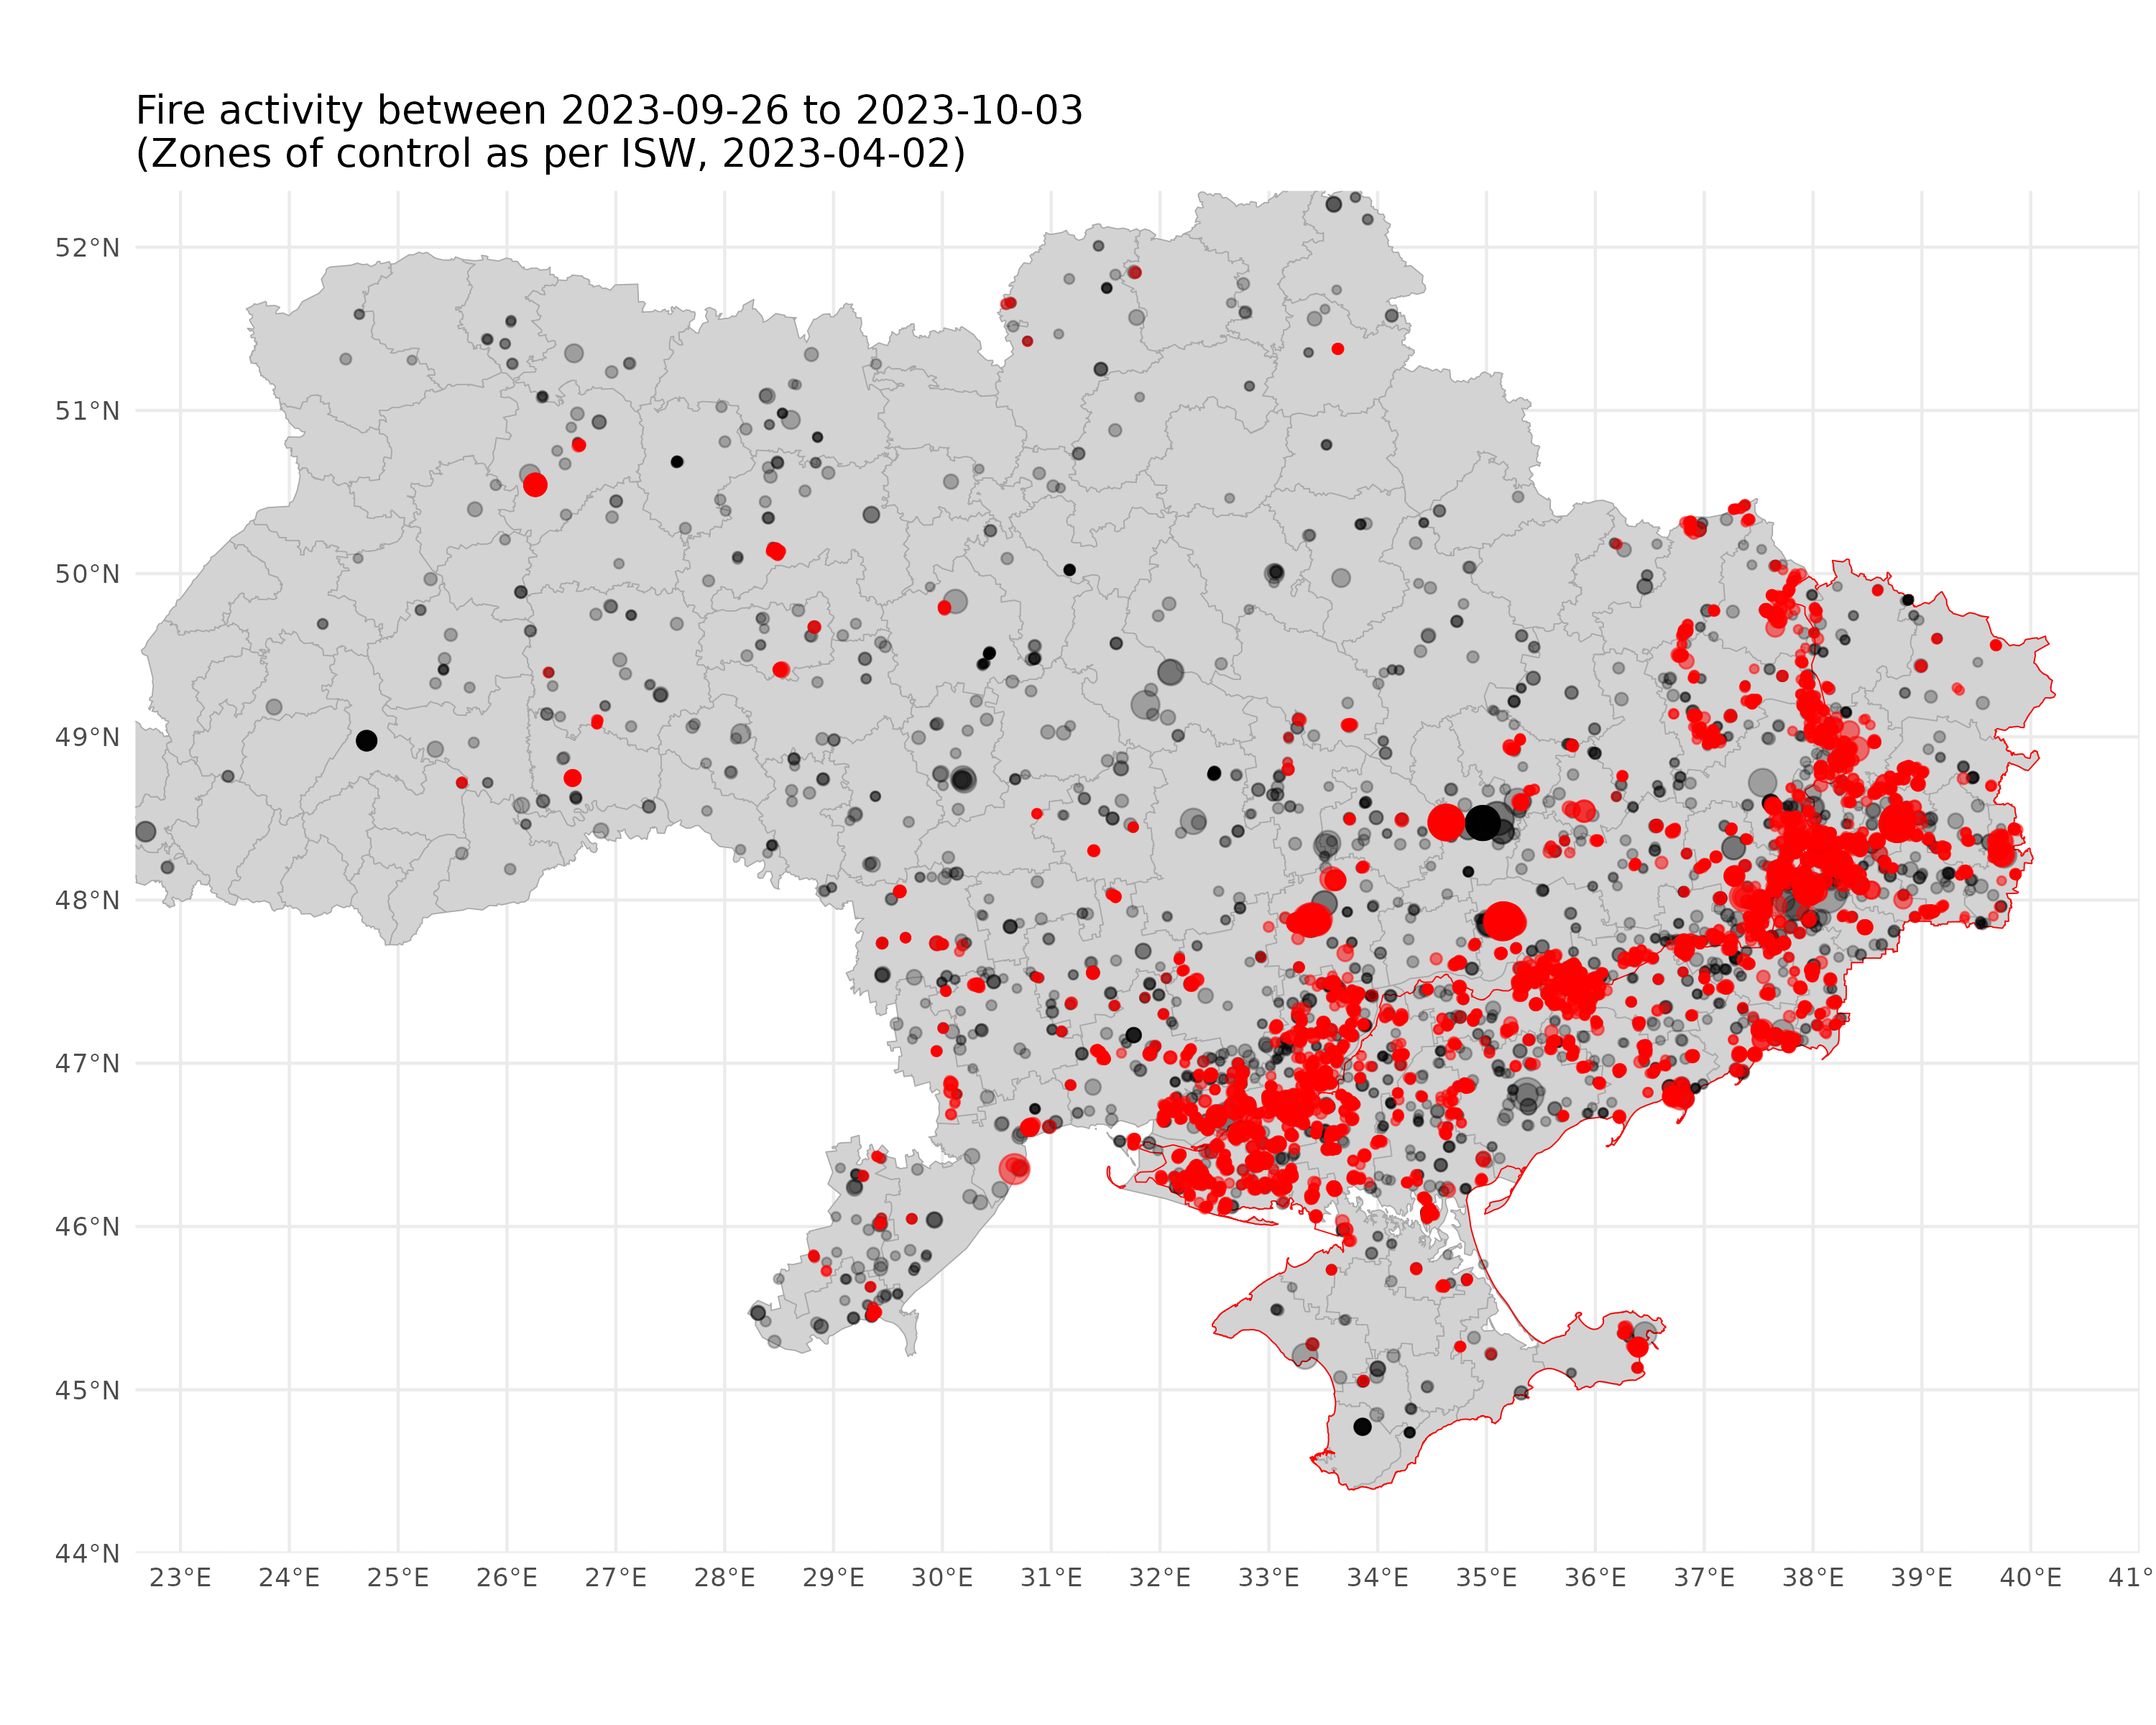 Fire activity between 2023-09-26 to 2023-10-03
(Zones of control as per ISW, 2023-04-02)
52°N
51°N
50°N
49°N
48°N
47°N
46°N
45°N
44°N
23°E 24°E 25°E 26°E 27°E 28°E 29°E 30°E 31°E 32°E 33°E 34°E 35°E 36°E 37°E 38°E 39°E 40°E 41°